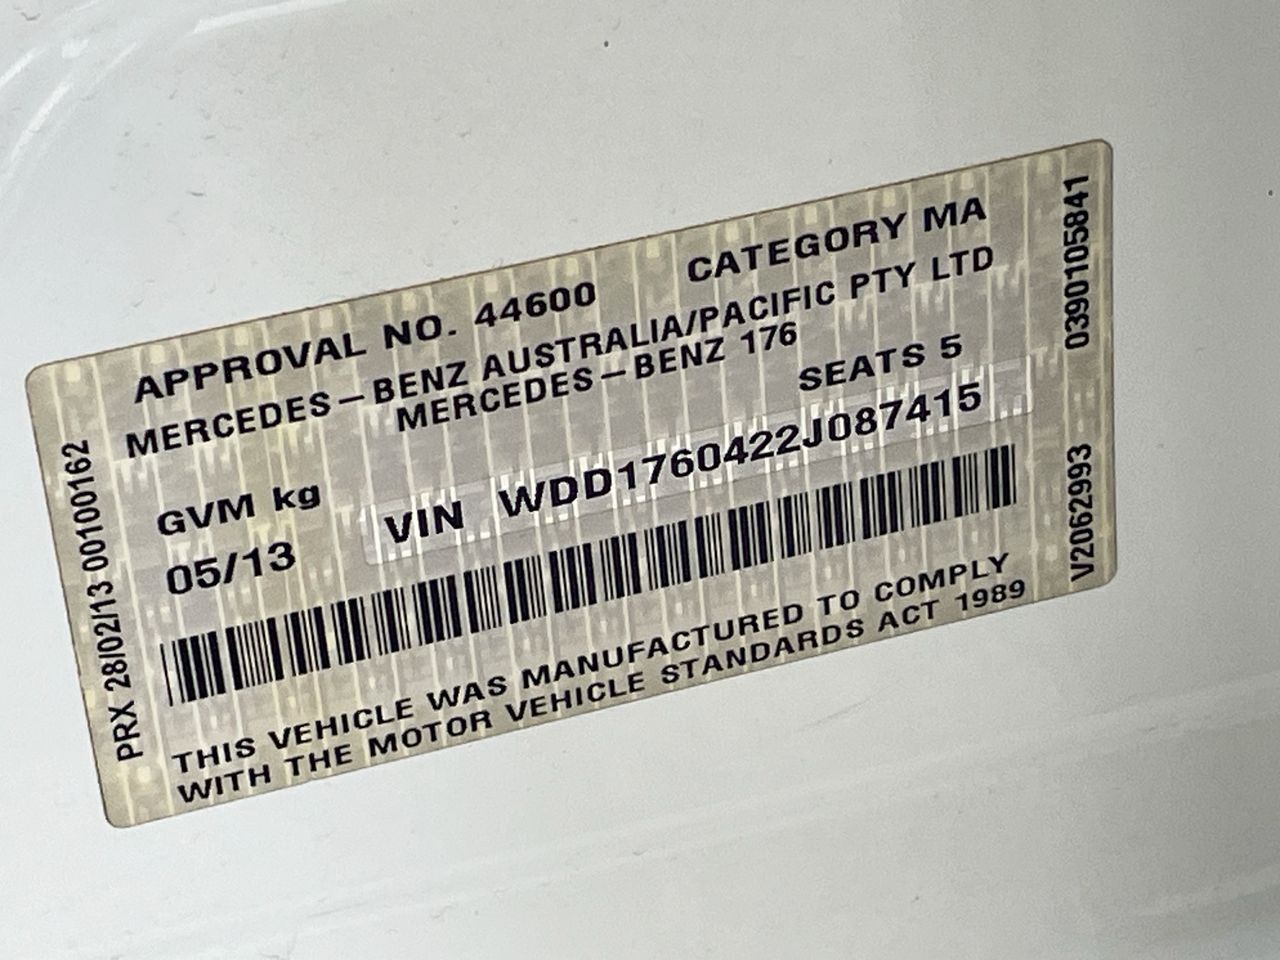 APPROVAL NO. 44600 CATEGORY MA
MERCEDES-BENZ AUSTRALIA/PACIFIC PTY LTD
MERCEDES-BENZ 176
SEATS 5
GVM kg
VIN WDD1760422J087415
05/13
THIS VEHICLE WAS MANUFACTURED TO COMPLY
WITH THE MOTOR VEHICLE STANDARDS ACT 1989
PRX 28/02/13 00100162
V2062993 0390105841